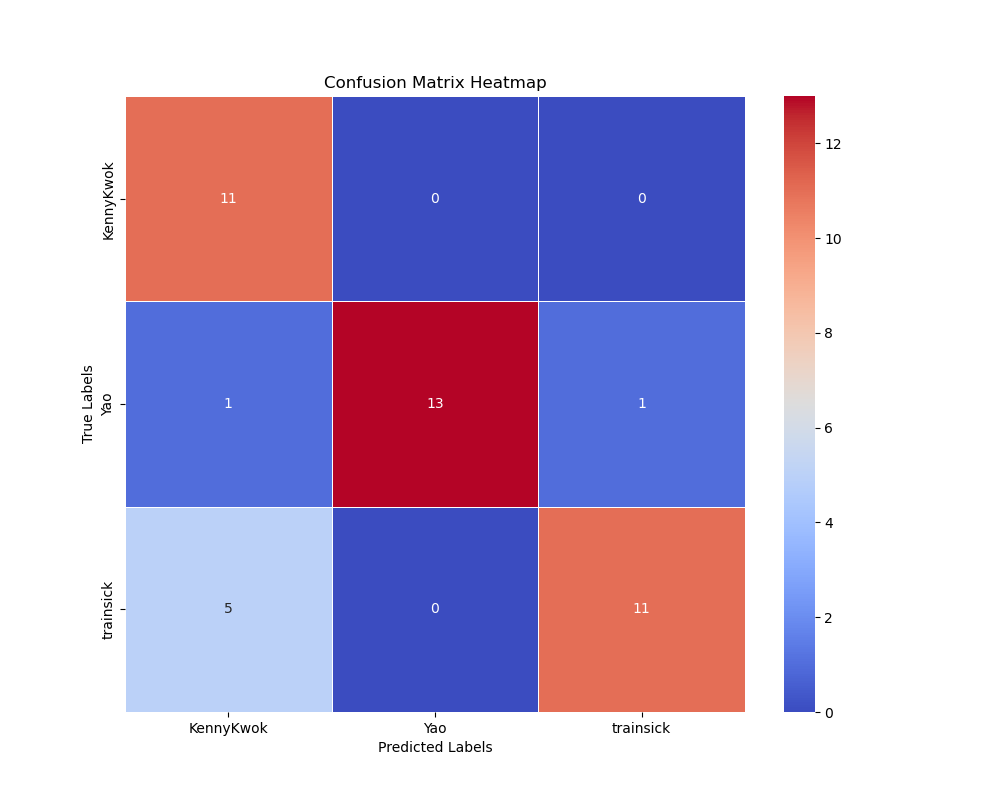 Confusion Matrix Heatmap
KennyKwok
11
0
0
True Labels
Yao
1
13
1
trainsick
5
0
11
KennyKwok
Yao
trainsick
Predicted Labels
12
10
8
6
4
2
0